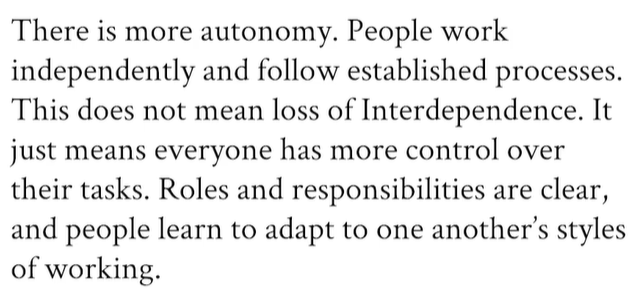 There is more autonomy. People work
independently and follow established processes.
This does not mean loss of Interdependence. It
just means everyone has more control over
their tasks. Roles and responsibilities are clear,
and people learn to adapt to one another’s styles
of working.